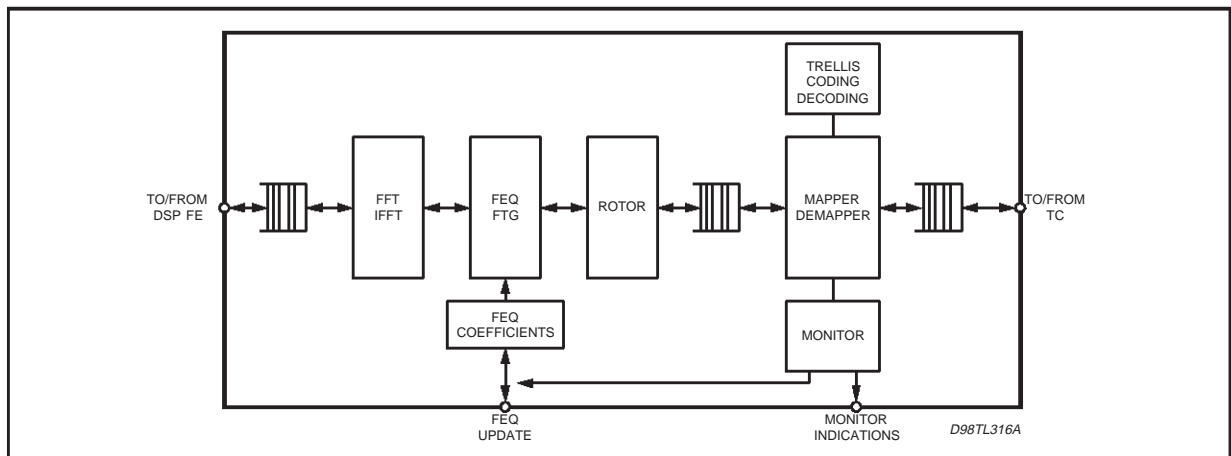 TRELLIS
CODING
DECODING
TO/FROM
DSP FE
FFT
IFFT
FEQ
FTG
ROTOR
MAPPER
DEMAPPER
TO/FROM
TC
FEQ
COEFFICIENTS
MONITOR
FEQ
UPDATE
MONITOR
INDICATIONS
D98TL316A